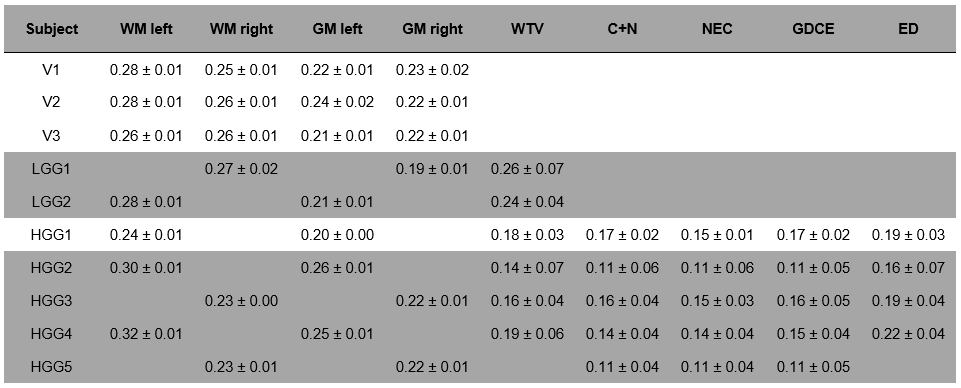 Subject WM left WM right GM left GM right WTV C+N NEC GDCE ED
V1 0.28 ± 0.01 0.25 ± 0.01 0.22 ± 0.01 0.23 ± 0.02
V2 0.28 ± 0.01 0.26 ± 0.01 0.24 ± 0.02 0.22 ± 0.01
V3 0.26 ± 0.01 0.26 ± 0.01 0.21 ± 0.01 0.22 ± 0.01
LGG1 0.27 ± 0.02 0.19 ± 0.01 0.26 ± 0.07
LGG2 0.28 ± 0.01 0.21 ± 0.01 0.24 ± 0.04
HGG1 0.24 ± 0.01 0.20 ± 0.00 0.18 ± 0.03 0.17 ± 0.02 0.15 ± 0.01 0.17 ± 0.02 0.19 ± 0.03
HGG2 0.30 ± 0.01 0.26 ± 0.01 0.14 ± 0.07 0.11 ± 0.06 0.11 ± 0.06 0.11 ± 0.05 0.16 ± 0.07
HGG3 0.23 ± 0.00 0.22 ± 0.01 0.16 ± 0.04 0.16 ± 0.04 0.15 ± 0.03 0.16 ± 0.05 0.19 ± 0.04
HGG4 0.32 ± 0.01 0.25 ± 0.01 0.19 ± 0.06 0.14 ± 0.04 0.14 ± 0.04 0.15 ± 0.04 0.22 ± 0.04
HGG5 0.23 ± 0.01 0.22 ± 0.01 0.11 ± 0.04 0.11 ± 0.04 0.11 ± 0.05